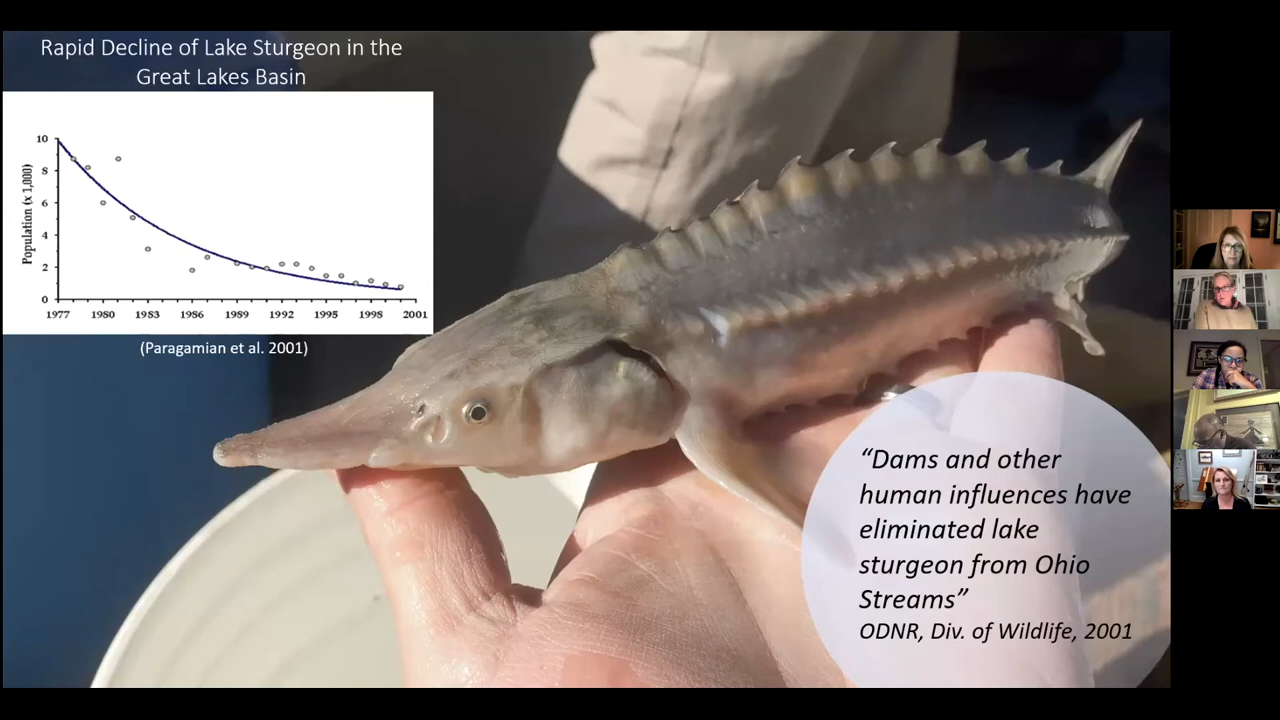 Rapid Decline of Lake Sturgeon in the
Great Lakes Basin
Population (x 1,000)
10
8
6
4
2
0
1977 1980 1983 1986 1989 1992 1995 1998 2001
(Paragamian et al. 2001)
“Dams and other
human influences have
eliminated lake
sturgeon from Ohio
Streams”
ODNR, Div. of Wildlife, 2001